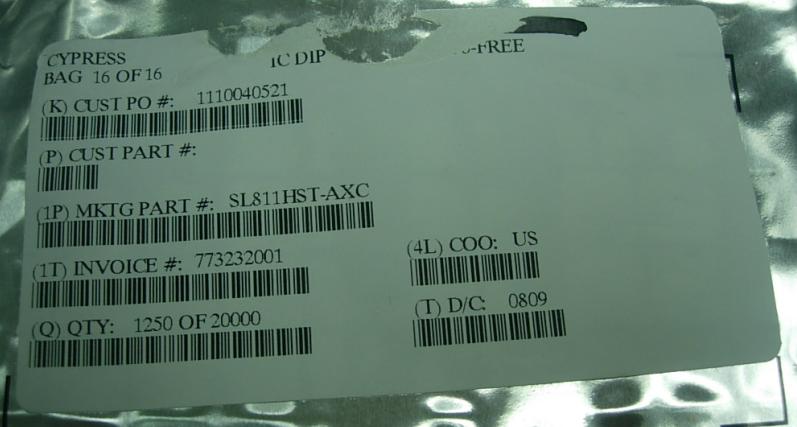 CYPRESS IC DIP -FREE
BAG 16 OF 16
(K) CUST PO #: 1110040521
(P) CUST PART #:
(1P) MKTG PART #: SL811HST-AXC
(1T) INVOICE #: 773232001
(4L) COO: US
(Q) QTY: 1250 OF 20000
(T) D/C: 0809